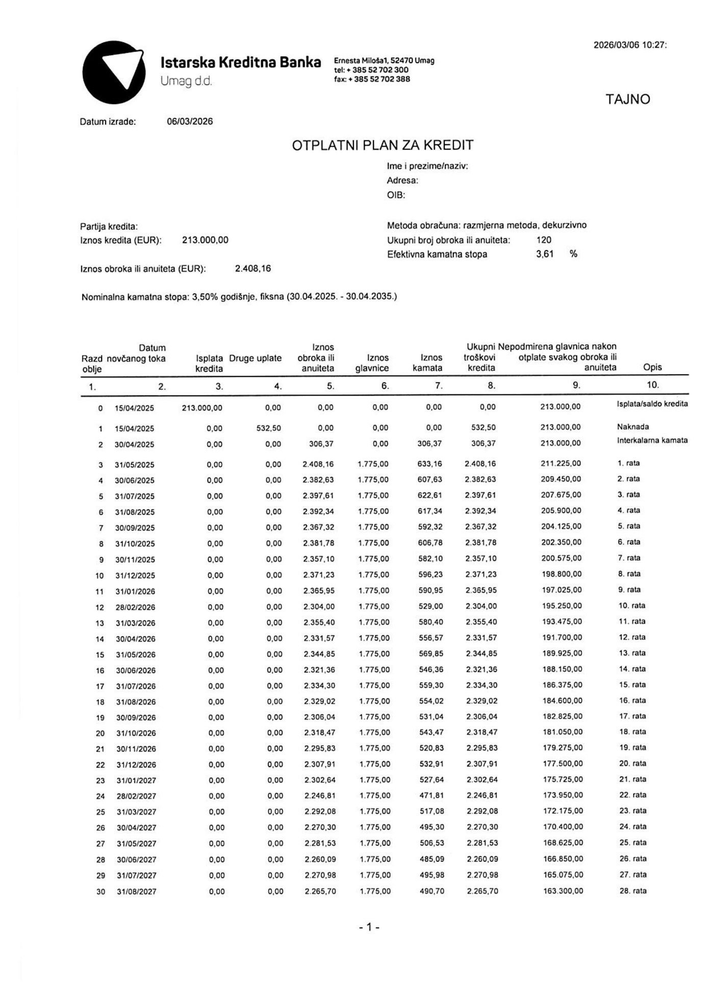 2026/03/06 10:27:
Istarska Kreditna Banka
Umag d.d.
Ernesta Miloša1, 52470 Umag
tel: + 385 52 702 300
fax: + 385 52 702 388
TAJNO
Datum izrade: 06/03/2026
OTPLATNI PLAN ZA KREDIT
Ime i prezime/naziv:
Adresa:
OIB:
Partija kredita:
Iznos kredita (EUR): 213.000,00
Iznos obroka ili anuiteta (EUR): 2.408,16
Metoda obračuna: razmjerna metoda, dekurzivno
Ukupni broj obroka ili anuiteta: 120
Efektivna kamatna stopa 3,61 %
Nominalna kamatna stopa: 3,50% godišnje, fiksna (30.04.2025. - 30.04.2035.)
Datum Iznos Ukupni Nepodmirena glavnica nakon
Razd novčanog toka Isplata Druge uplate obroka ili Iznos Iznos troškovi otplate svakog obroka ili
oblje kredita anuiteta glavnice kamata kredita anuiteta Opis
1. 2. 3. 4. 5. 6. 7. 8. 9. 10.
0 15/04/2025 213.000,00 0,00 0,00 0,00 0,00 0,00 213.000,00 Isplata/saldo kredita
1 15/04/2025 0,00 532,50 0,00 0,00 0,00 532,50 213.000,00 Naknada
2 30/04/2025 0,00 0,00 306,37 0,00 306,37 306,37 213.000,00 Interkalarna kamata
3 31/05/2025 0,00 0,00 2.408,16 1.775,00 633,16 2.408,16 211.225,00 1. rata
4 30/06/2025 0,00 0,00 2.382,63 1.775,00 607,63 2.382,63 209.450,00 2. rata
5 31/07/2025 0,00 0,00 2.397,61 1.775,00 622,61 2.397,61 207.675,00 3. rata
6 31/08/2025 0,00 0,00 2.392,34 1.775,00 617,34 2.392,34 205.900,00 4. rata
7 30/09/2025 0,00 0,00 2.367,32 1.775,00 592,32 2.367,32 204.125,00 5. rata
8 31/10/2025 0,00 0,00 2.381,78 1.775,00 606,78 2.381,78 202.350,00 6. rata
9 30/11/2025 0,00 0,00 2.357,10 1.775,00 582,10 2.357,10 200.575,00 7. rata
10 31/12/2025 0,00 0,00 2.371,23 1.775,00 596,23 2.371,23 198.800,00 8. rata
11 31/01/2026 0,00 0,00 2.365,95 1.775,00 590,95 2.365,95 197.025,00 9. rata
12 28/02/2026 0,00 0,00 2.304,00 1.775,00 529,00 2.304,00 195.250,00 10. rata
13 31/03/2026 0,00 0,00 2.355,40 1.775,00 580,40 2.355,40 193.475,00 11. rata
14 30/04/2026 0,00 0,00 2.331,57 1.775,00 556,57 2.331,57 191.700,00 12. rata
15 31/05/2026 0,00 0,00 2.344,85 1.775,00 569,85 2.344,85 189.925,00 13. rata
16 30/06/2026 0,00 0,00 2.321,36 1.775,00 546,36 2.321,36 188.150,00 14. rata
17 31/07/2026 0,00 0,00 2.334,30 1.775,00 559,30 2.334,30 186.375,00 15. rata
18 31/08/2026 0,00 0,00 2.329,02 1.775,00 554,02 2.329,02 184.600,00 16. rata
19 30/09/2026 0,00 0,00 2.306,04 1.775,00 531,04 2.306,04 182.825,00 17. rata
20 31/10/2026 0,00 0,00 2.318,47 1.775,00 543,47 2.318,47 181.050,00 18. rata
21 30/11/2026 0,00 0,00 2.295,83 1.775,00 520,83 2.295,83 179.275,00 19. rata
22 31/12/2026 0,00 0,00 2.307,91 1.775,00 532,91 2.307,91 177.500,00 20. rata
23 31/01/2027 0,00 0,00 2.302,64 1.775,00 527,64 2.302,64 175.725,00 21. rata
24 28/02/2027 0,00 0,00 2.246,81 1.775,00 471,81 2.246,81 173.950,00 22. rata
25 31/03/2027 0,00 0,00 2.292,08 1.775,00 517,08 2.292,08 172.175,00 23. rata
26 30/04/2027 0,00 0,00 2.270,30 1.775,00 495,30 2.270,30 170.400,00 24. rata
27 31/05/2027 0,00 0,00 2.281,53 1.775,00 506,53 2.281,53 168.625,00 25. rata
28 30/06/2027 0,00 0,00 2.260,09 1.775,00 485,09 2.260,09 166.850,00 26. rata
29 31/07/2027 0,00 0,00 2.270,98 1.775,00 495,98 2.270,98 165.075,00 27. rata
30 31/08/2027 0,00 0,00 2.265,70 1.775,00 490,70 2.265,70 163.300,00 28. rata
- 1 -